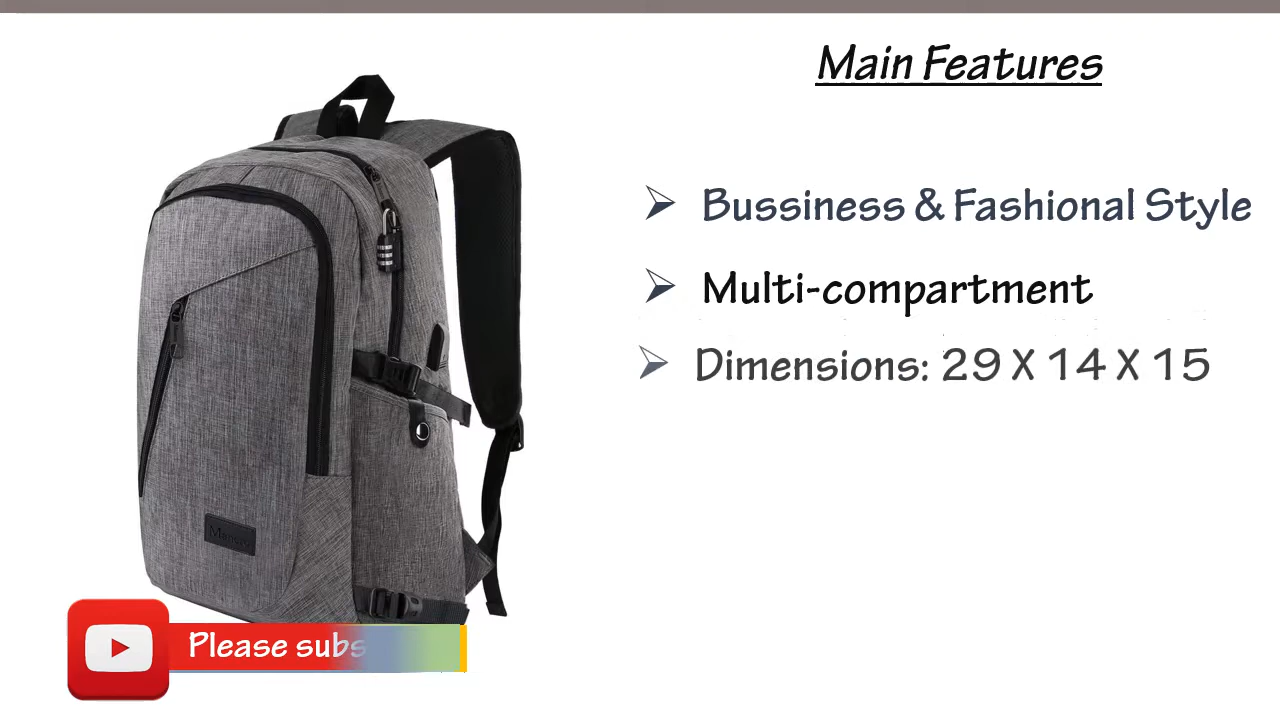 Main Features
Bussiness & Fashional Style
Multi-compartment
Dimensions: 29 X 14 X 15
Please subs